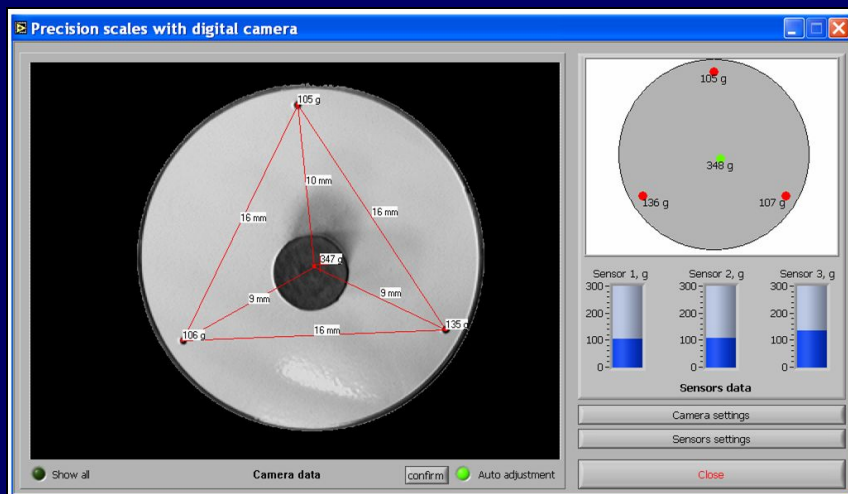 Precision scales with digital camera
105 g
10 mm
16 mm
16 mm
347 g
9 mm
9 mm
106 g
16 mm
135 g
Show all
Camera data
confirm
Auto adjustment
105 g
348 g
136 g
107 g
Sensor 1, g
Sensor 2, g
Sensor 3, g
300
200
100
0
300
200
100
0
300
200
100
0
Sensors data
Camera settings
Sensors settings
Close